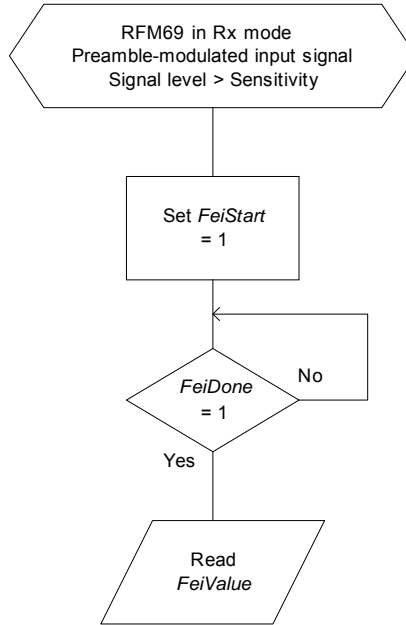 RFM69 in Rx mode
Preamble-modulated input signal
Signal level > Sensitivity
Set FeiStart
= 1
FeiDone
= 1
No
Yes
Read
FeiValue